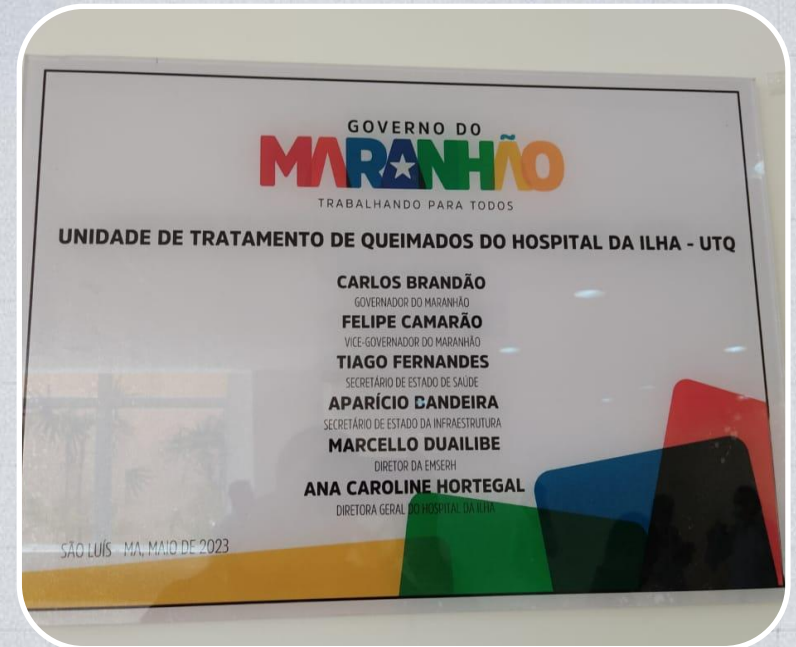 GOVERNO DO
MARANHÃO
TRABALHANDO PARA TODOS
UNIDADE DE TRATAMENTO DE QUEIMADOS DO HOSPITAL DA ILHA - UTQ
CARLOS BRANDÃO
GOVERNADOR DO MARANHÃO
FELIPE CAMARÃO
VICE-GOVERNADOR DO MARANHÃO
TIAGO FERNANDES
SECRETÁRIO DE ESTADO DE SAÚDE
APARÍCIO BANDEIRA
SECRETÁRIO DE ESTADO DA INFRAESTRUTURA
MARCELLO DUAILIBE
DIRETOR DA EMSERH
ANA CAROLINE HORTEGAL
DIRETORA GERAL DO HOSPITAL DA ILHA
SÃO LUÍS MA, MAIO DE 2023